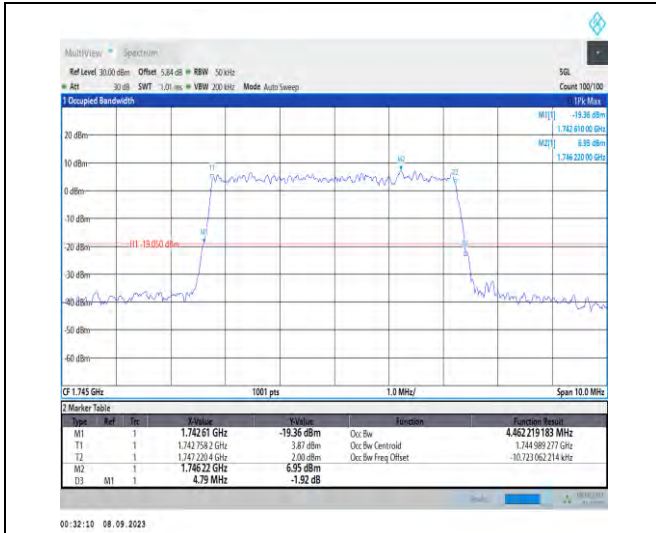 MultiView Spectrum
Ref Level 30.00 dBm Offset 5.84 dB RBW 50 kHz SGL
Att 30 dB SWT 1.01 ms VBW 200 kHz Mode Auto Sweep Count 100/100
1 Occupied Bandwidth 1Pk Max
M1[1] -19.36 dBm
1.742 610 00 GHz
M2[1] 6.95 dBm
1.746 220 00 GHz
20 dBm
M2
T1
T2
10 dBm
0 dBm
-10 dBm
M1
H1 -19.050 dBm
-20 dBm
-30 dBm
-40 dBm
-50 dBm
-60 dBm
CF 1.745 GHz 1001 pts 1.0 MHz/ Span 10.0 MHz
2 Marker Table
Type Ref Trc X-Value Y-Value Function Function Result
M1 1 1.742 61 GHz -19.36 dBm Occ Bw 4.462 219 183 MHz
T1 1 1.742 758 2 GHz 3.87 dBm Occ Bw Centroid 1.744 989 277 GHz
T2 1 1.747 220 4 GHz 2.00 dBm Occ Bw Freq Offset -10.723 062 214 kHz
M2 1 1.746 22 GHz 6.95 dBm
D3 M1 1 4.79 MHz -1.92 dB
00:32:10 08.09.2023